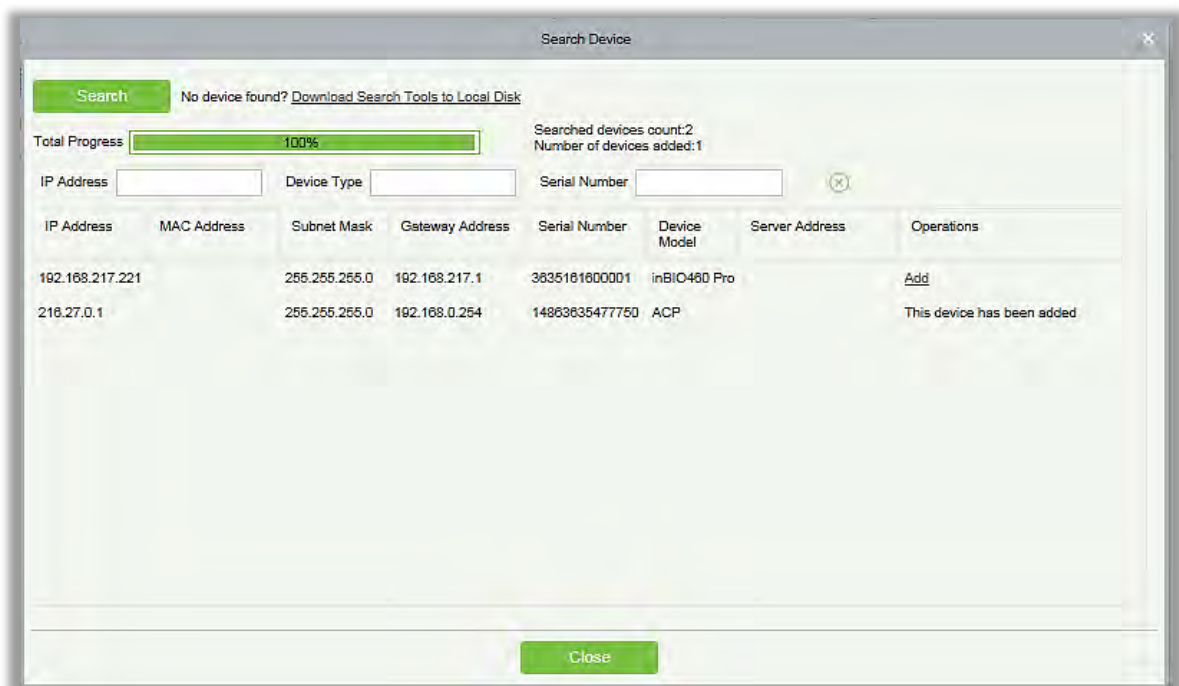 Search Device
Search No device found? Download Search Tools to Local Disk
Total Progress 100% Searched devices count:2
Number of devices added:1
IP Address Device Type Serial Number
IP Address MAC Address Subnet Mask Gateway Address Serial Number Device Model Server Address Operations
192.168.217.221 255.255.255.0 192.168.217.1 3635161600001 inBIO460 Pro Add
216.27.0.1 255.255.255.0 192.168.0.254 14863635477750 ACP This device has been added
Close